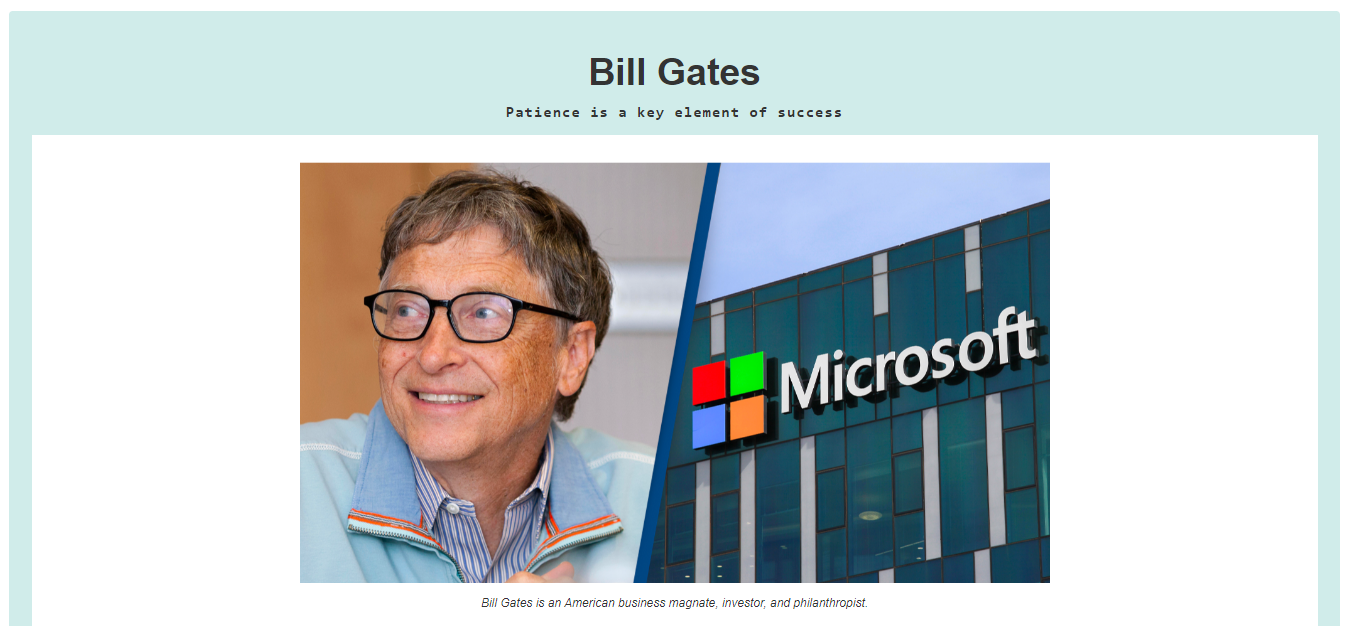 Bill Gates
Patience is a key element of success
Microsoft
Bill Gates is an American business magnate, investor, and philanthropist.